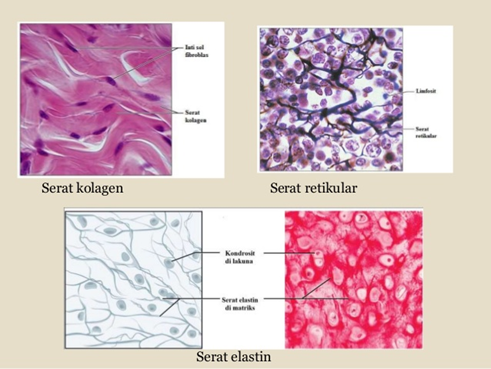 Inti sel
fibroblas
Serat
kolagen
Serat kolagen
Limfosit
Serat
retikular
Serat retikular
Kondrosit
di lakuna
Serat elastin
di matriks
Serat elastin